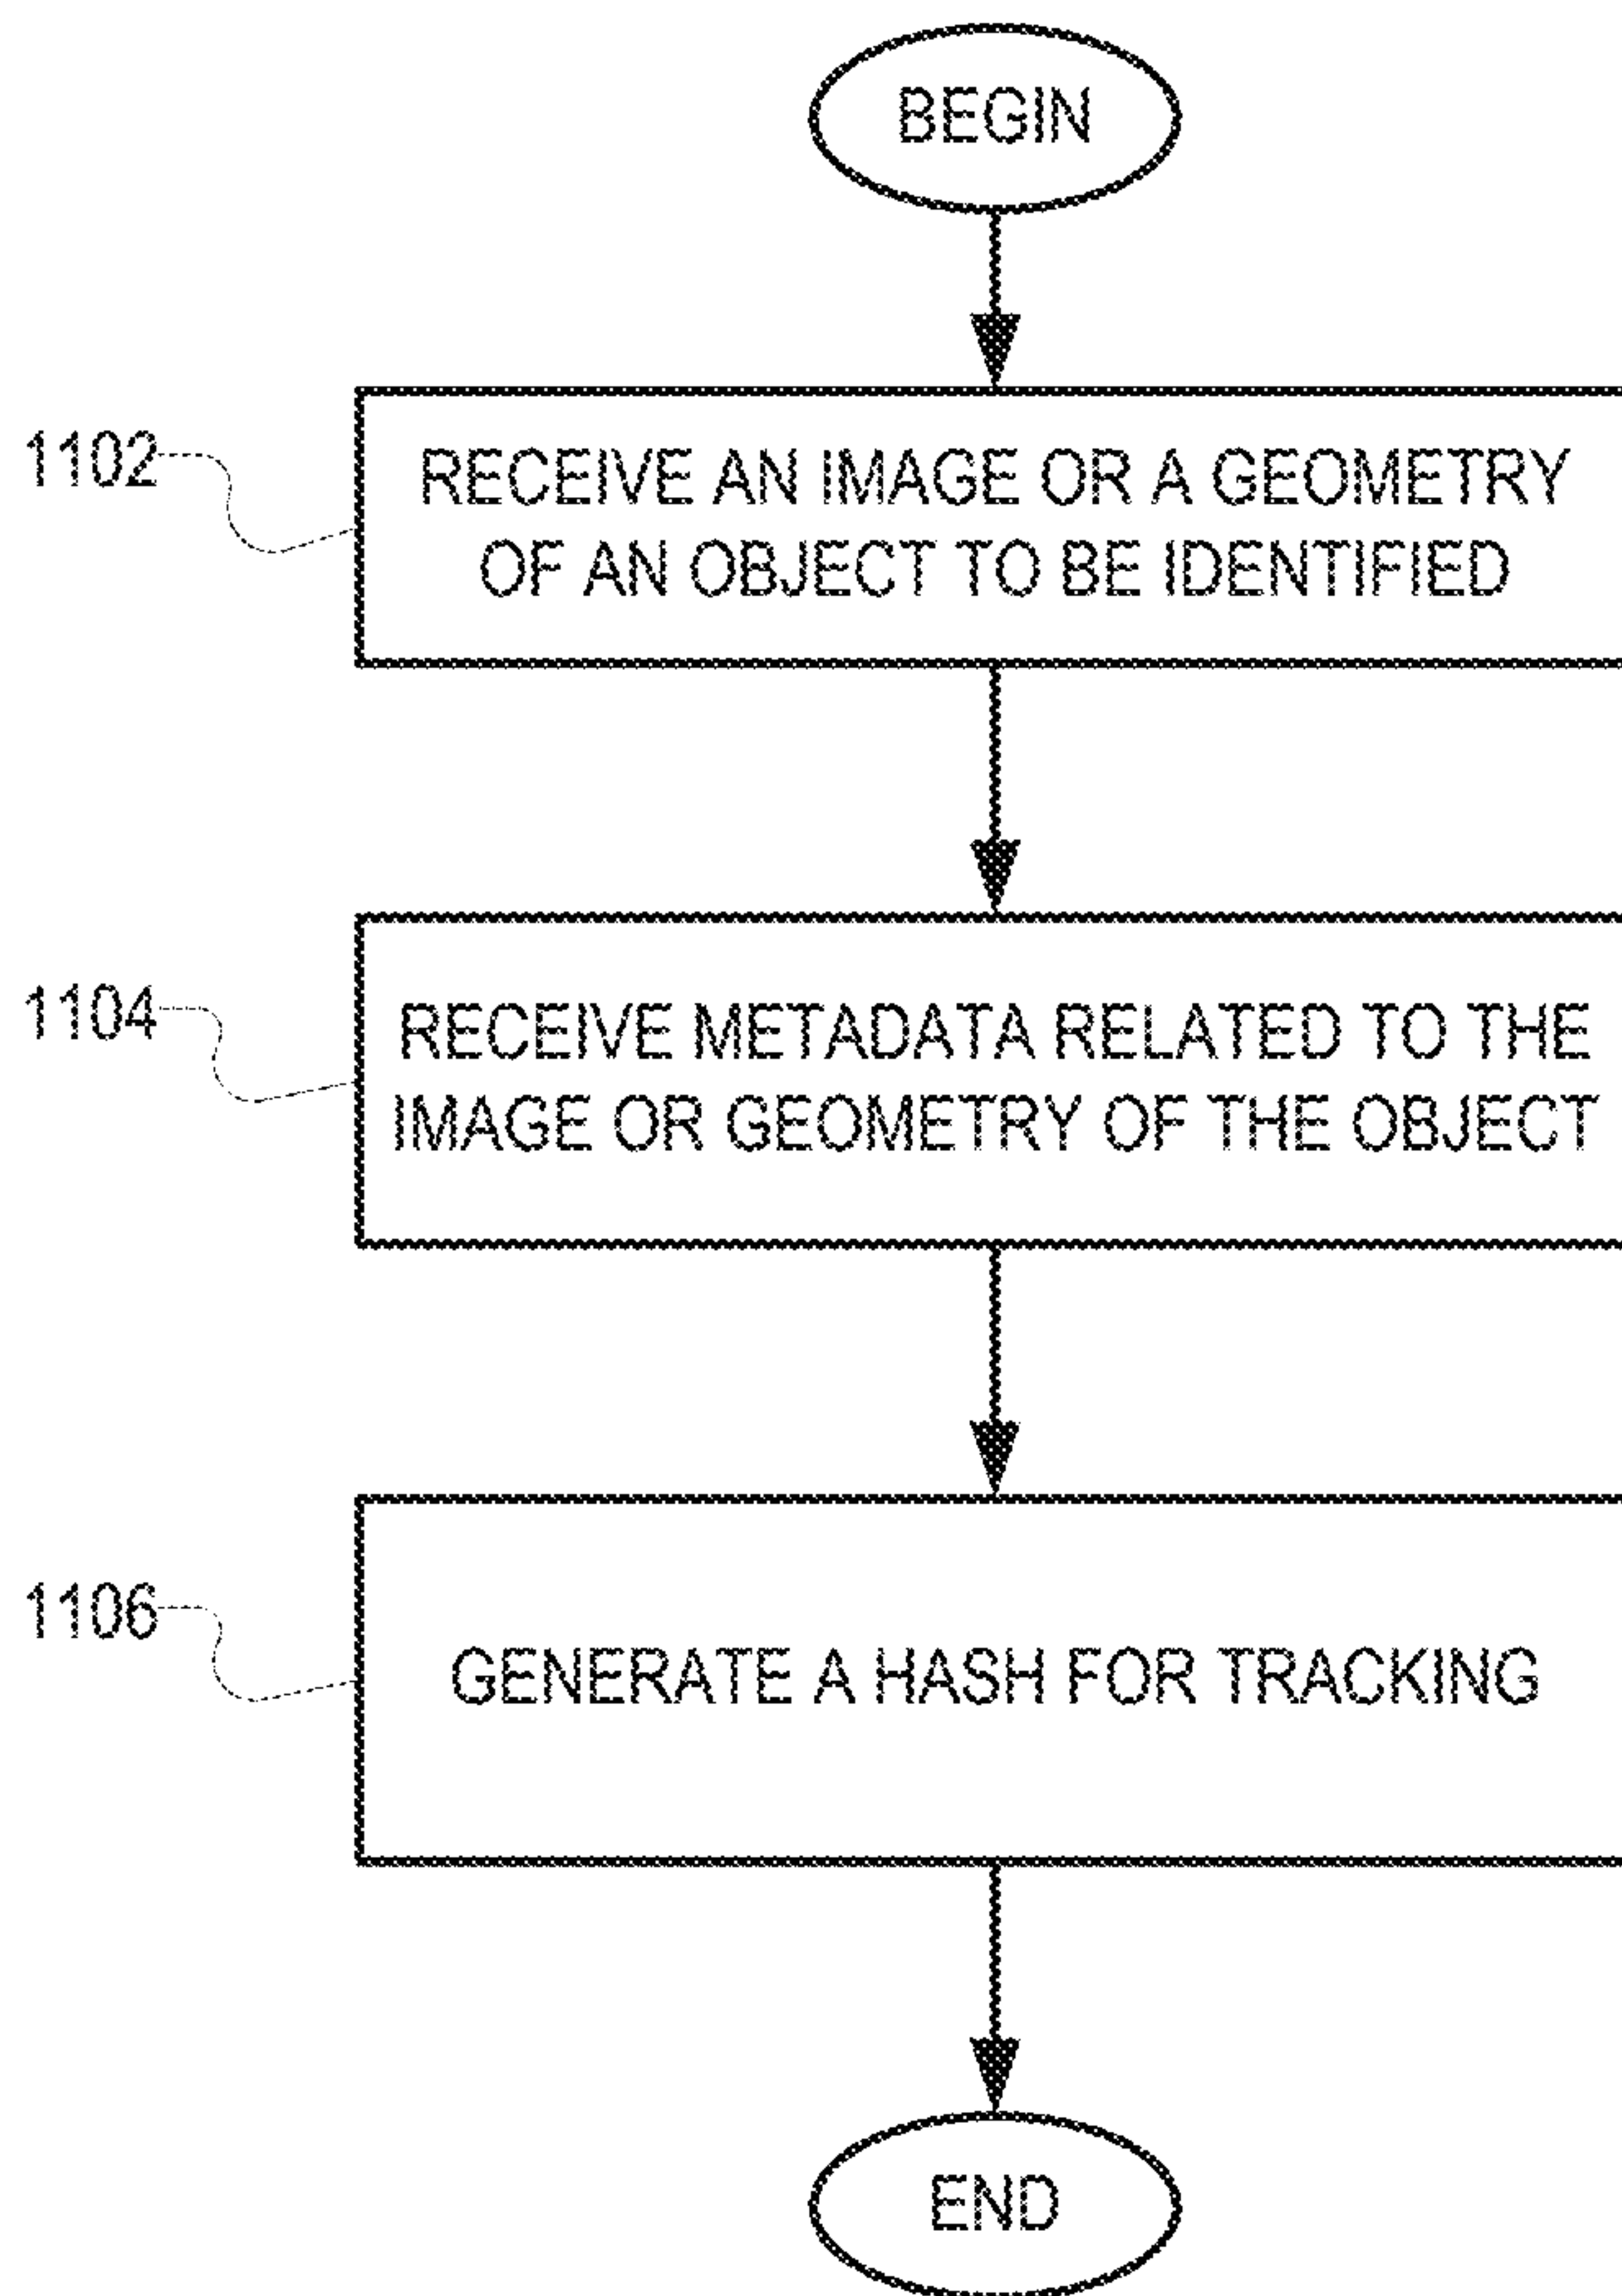 BEGIN
1102
RECEIVE AN IMAGE OR A GEOMETRY
OF AN OBJECT TO BE IDENTIFIED
1104
RECEIVE METADATA RELATED TO THE
IMAGE OR GEOMETRY OF THE OBJECT
1106
GENERATE A HASH FOR TRACKING
END